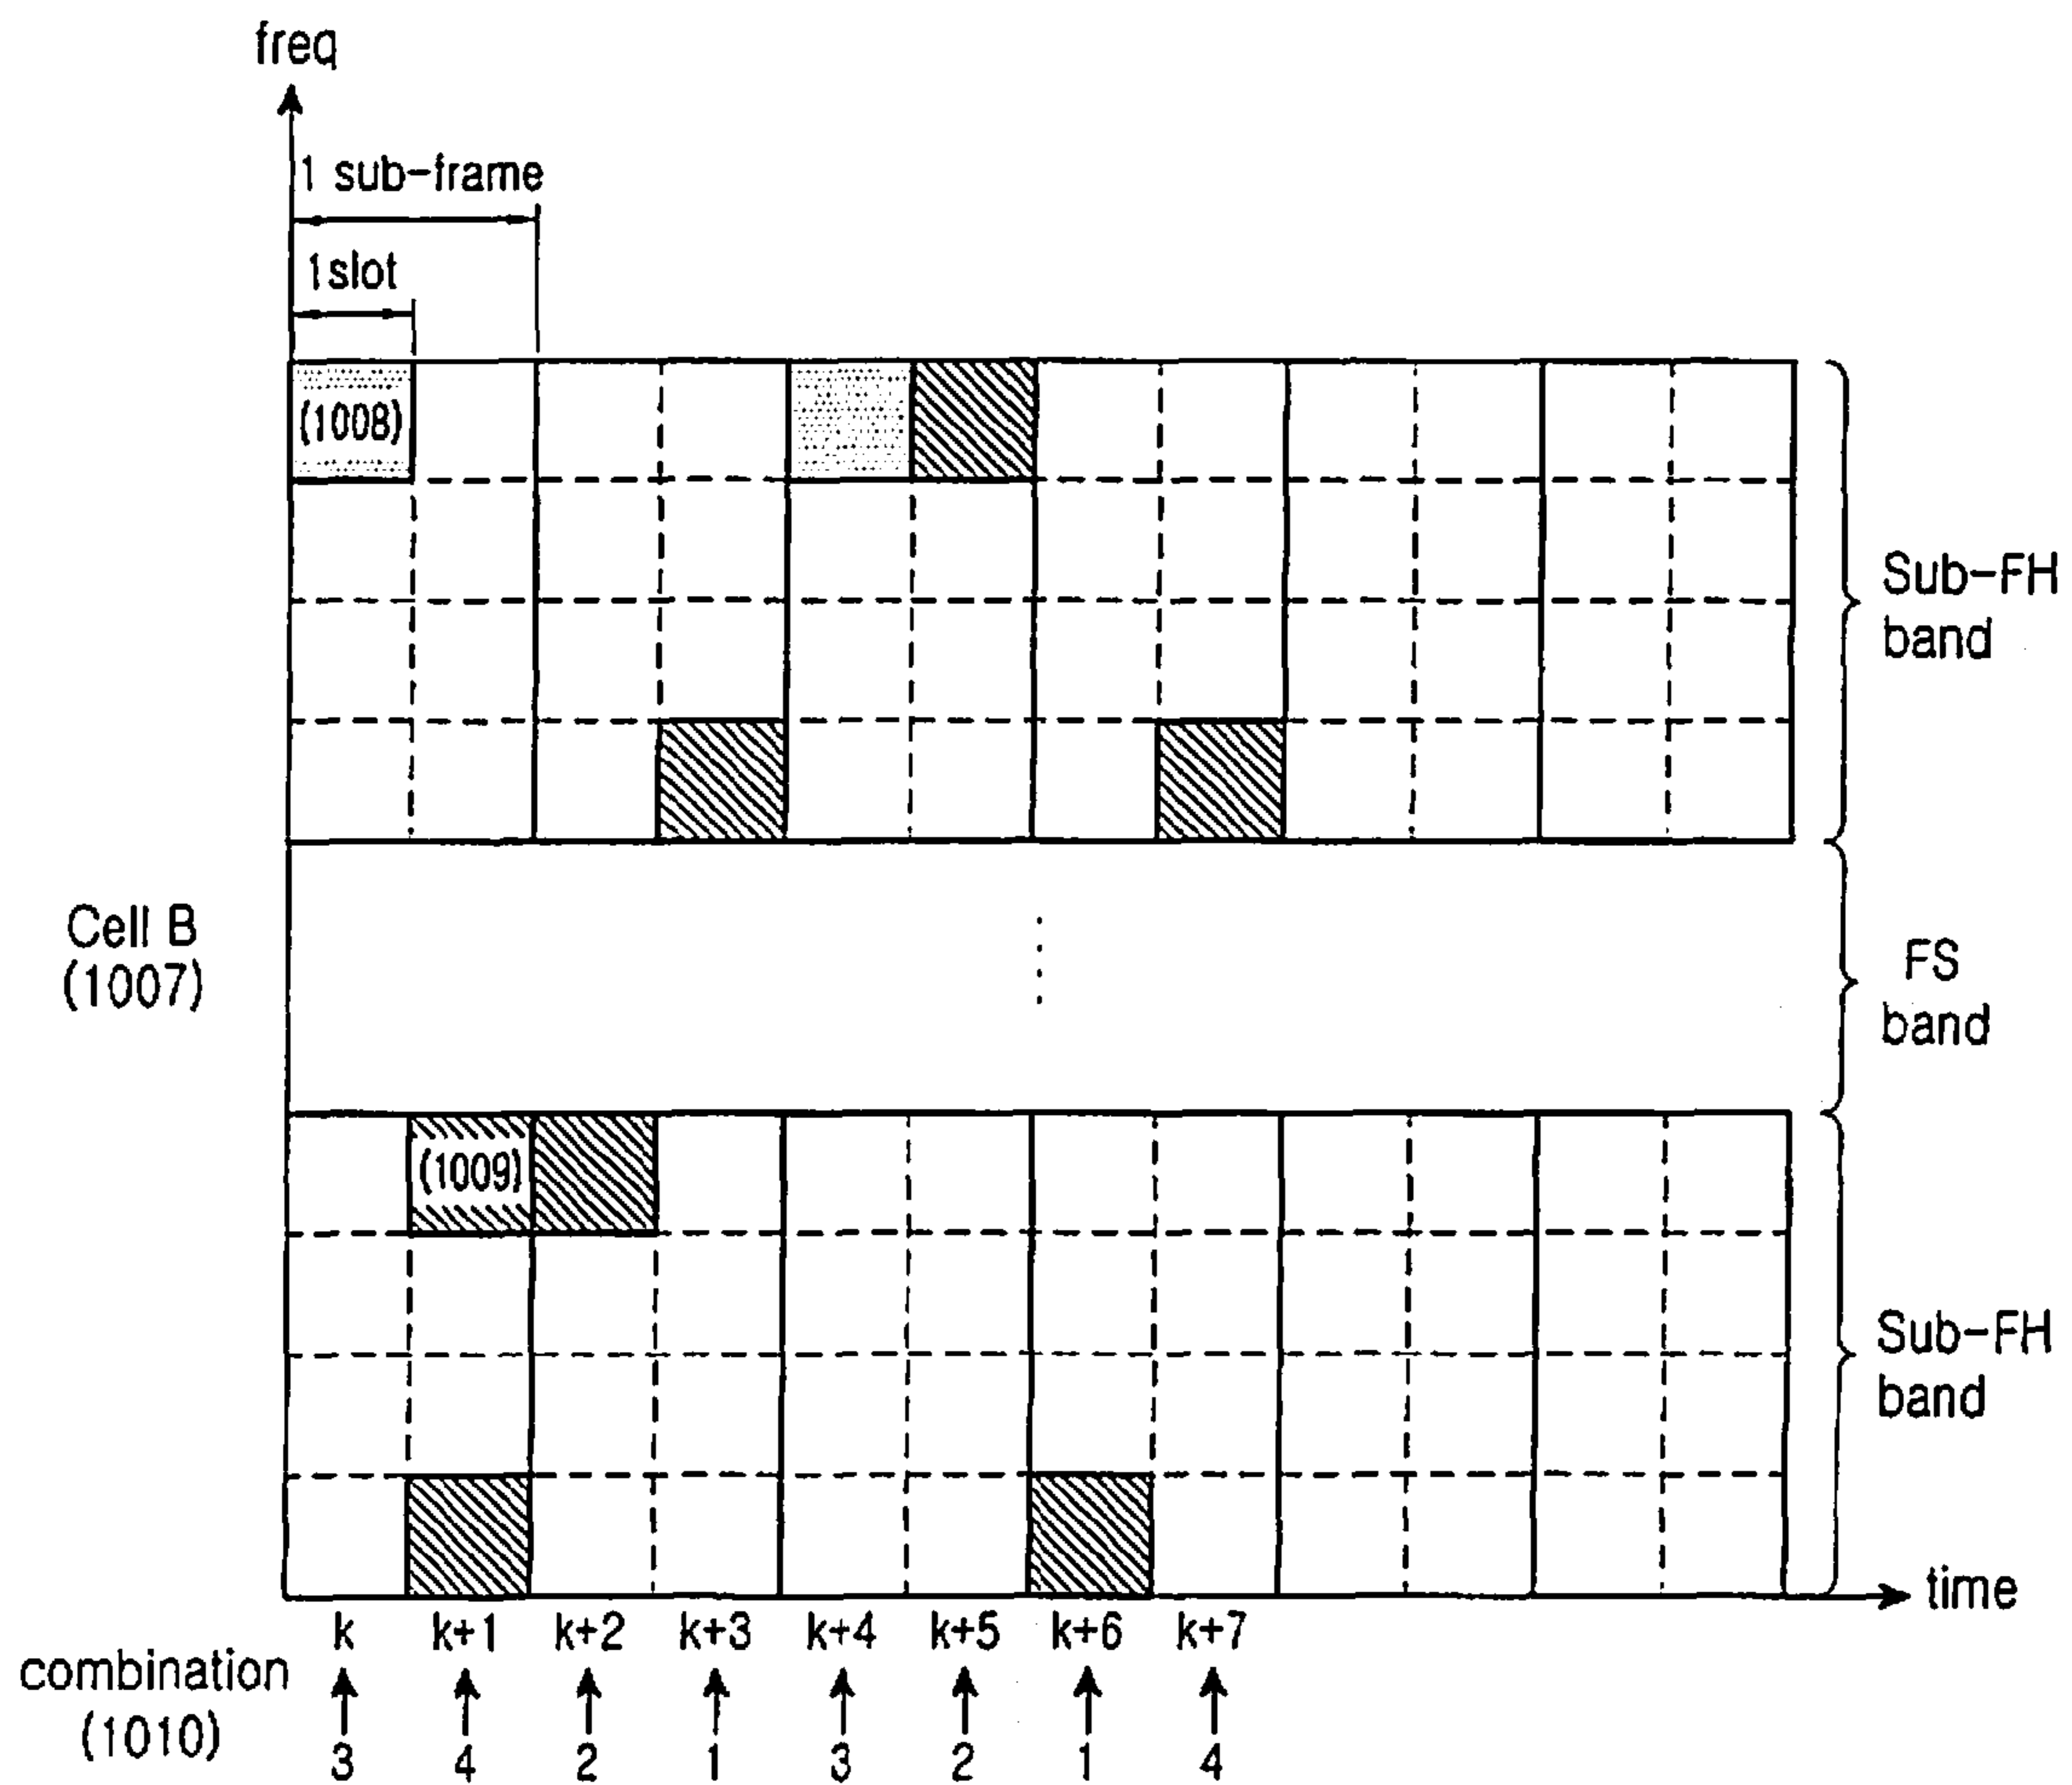 freq
1 sub-frame
1slot
(1008)
Sub-FH
band
Cell B
(1007)
FS
band
(1009)
Sub-FH
band
time
k k+1 k+2 k+3 k+4 k+5 k+6 k+7
combination
(1010)
3 4 2 1 3 2 1 4